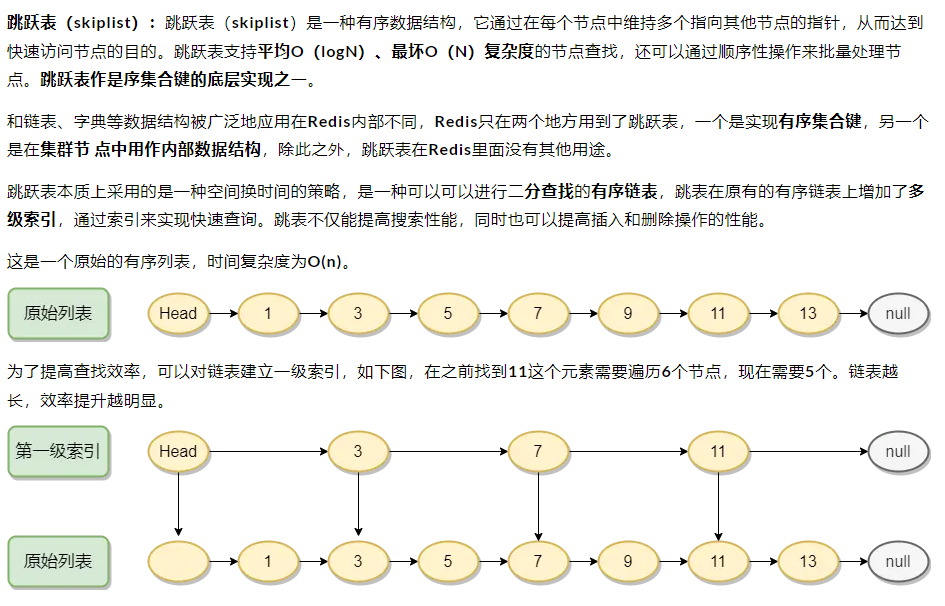 跳跃表（skiplist）：跳跃表（skiplist）是一种有序数据结构，它通过在每个节点中维持多个指向其他节点的指针，从而达到
快速访问节点的目的。跳跃表支持平均O（logN）、最坏O（N）复杂度的节点查找，还可以通过顺序性操作来批量处理节
点。跳跃表作是序集合键的底层实现之一。
和链表、字典等数据结构被广泛地应用在Redis内部不同，Redis只在两个地方用到了跳跃表，一个是实现有序集合键，另一个
是在集群节 点中用作内部数据结构，除此之外，跳跃表在Redis里面没有其他用途。
跳跃表本质上采用的是一种空间换时间的策略，是一种可以可以进行二分查找的有序链表，跳表在原有的有序链表上增加了多
级索引，通过索引来实现快速查询。跳表不仅能提高搜索性能，同时也可以提高插入和删除操作的性能。
这是一个原始的有序列表，时间复杂度为O(n)。
原始列表 Head 1 3 5 7 9 11 13 null
为了提高查找效率，可以对链表建立一级索引，如下图，在之前找到11这个元素需要遍历6个节点，现在需要5个。链表越
长，效率提升越明显。
第一级索引 Head 3 7 11 null
原始列表 1 3 5 7 9 11 13 null